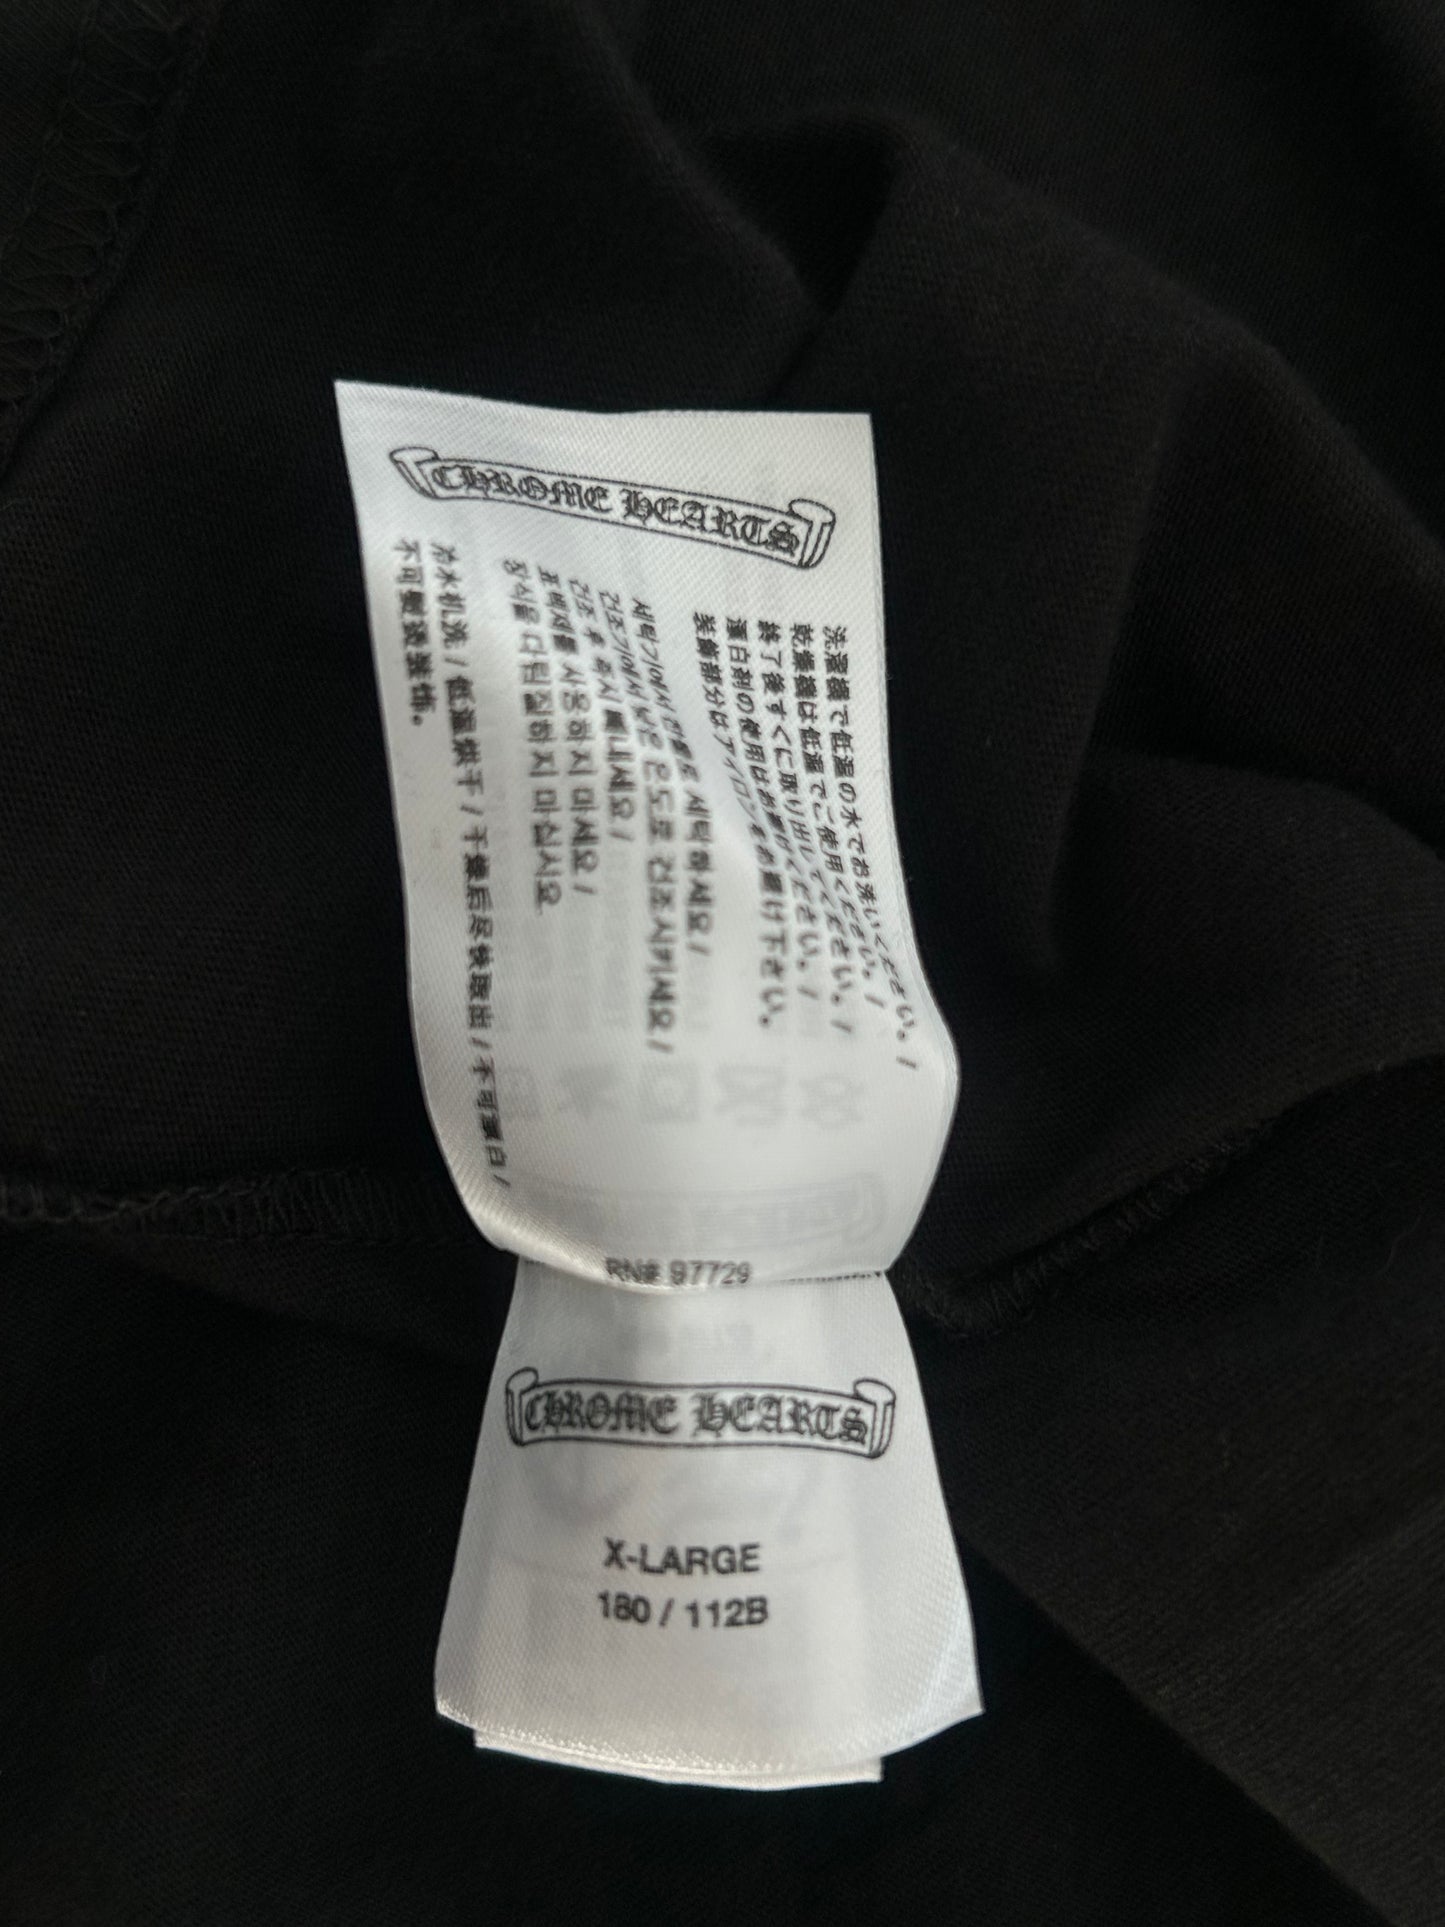 CHROME HEARTS
洗濯機で低温の水でお洗いください。/
乾燥機は低温でご使用ください。/
終了後すぐに取り出してください。/
漂白剤の使用はお避けください。/
装飾部分はアイロンをお避け下さい。
세탁기에서 찬물로 세탁하세요/
건조기에서 낮은 온도로 건조시키세요/
건조 후 즉시 빼내세요/
표백제를 사용하지 마세요/
장식을 다림질하지 마십시오
冷水机洗/低温烘干/干燥后尽快取出/不可漂白/
不可熨烫装饰。
RN# 97729
CHROME HEARTS
X-LARGE
180 / 112B